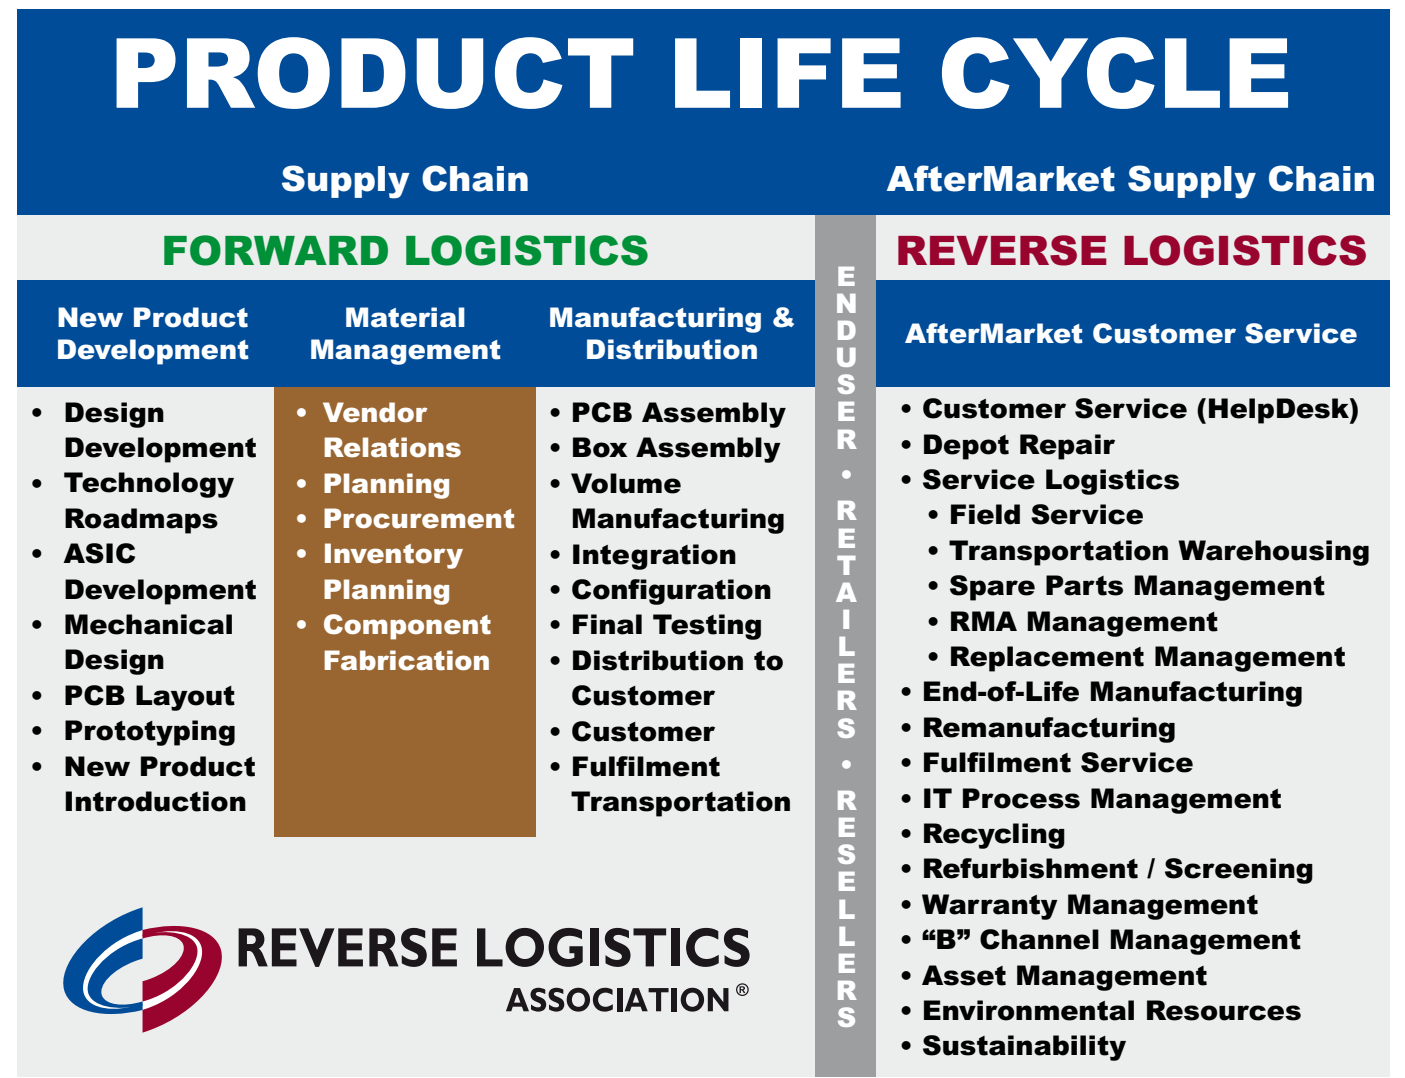 PRODUCT LIFE CYCLE
Supply Chain
AfterMarket Supply Chain
FORWARD LOGISTICS
New Product
Development
• Design
Development
• Technology
Roadmaps
• ASIC
Development
• Mechanical
Design
• PCB Layout
• Prototyping
• New Product
Introduction
Material
Management
• Vendor
Relations
• Planning
• Procurement
• Inventory
Planning
• Component
Fabrication
Manufacturing &
Distribution
• PCB Assembly
• Box Assembly
• Volume
Manufacturing
• Integration
• Configuration
• Final Testing
• Distribution to
Customer
• Customer
• Fulfilment
Transportation
ENDUSER • RETAILERS • RESELLERS
REVERSE LOGISTICS
AfterMarket Customer Service
• Customer Service (HelpDesk)
• Depot Repair
• Service Logistics
• Field Service
• Transportation Warehousing
• Spare Parts Management
• RMA Management
• Replacement Management
• End-of-Life Manufacturing
• Remanufacturing
• Fulfilment Service
• IT Process Management
• Recycling
• Refurbishment / Screening
• Warranty Management
• “B” Channel Management
• Asset Management
• Environmental Resources
• Sustainability
REVERSE LOGISTICS
ASSOCIATION®